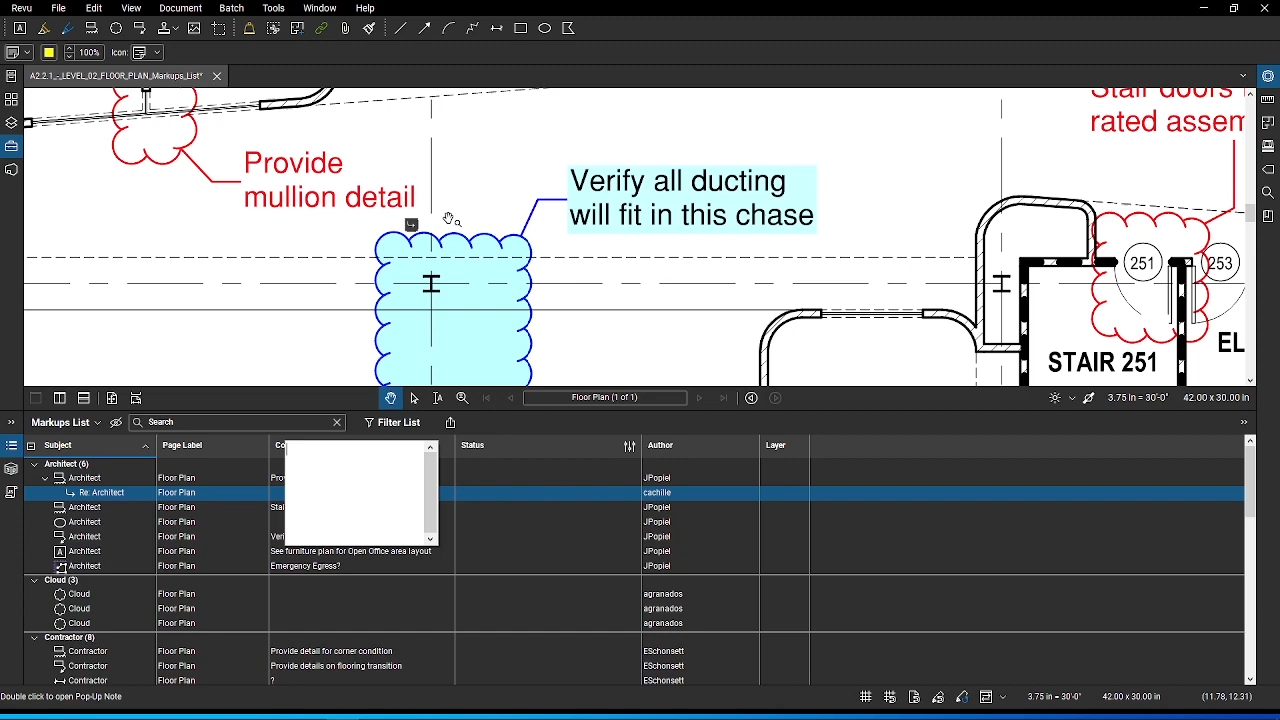 Revu File Edit View Document Batch Tools Window Help
100% Icon:
A2.2.1_-_LEVEL_02_FLOOR_PLAN_Markups_List*
Stair doors
rated assem
Provide
mullion detail
Verify all ducting
will fit in this chase
251 253
STAIR 251
EL
Floor Plan (1 of 1) 3.75 in = 30'-0" 42.00 x 30.00 in
Markups List Search Filter List
Subject Page Label Co Status Author Layer
Architect (6)
Architect Floor Plan Pro JPopiel
Re: Architect Floor Plan cachille
Architect Floor Plan Stai JPopiel
Architect Floor Plan JPopiel
Architect Floor Plan Veri JPopiel
Architect Floor Plan See furniture plan for Open Office area layout JPopiel
Architect Floor Plan Emergency Egress? JPopiel
Cloud (3)
Cloud Floor Plan agranados
Cloud Floor Plan agranados
Cloud Floor Plan agranados
Contractor (8)
Contractor Floor Plan Provide detail for corner condition ESchonsett
Contractor Floor Plan Provide details on flooring transition ESchonsett
Contractor Floor Plan ? ESchonsett
Double click to open Pop-Up Note 3.75 in = 30'-0" 42.00 x 30.00 in (11.78, 12.31)